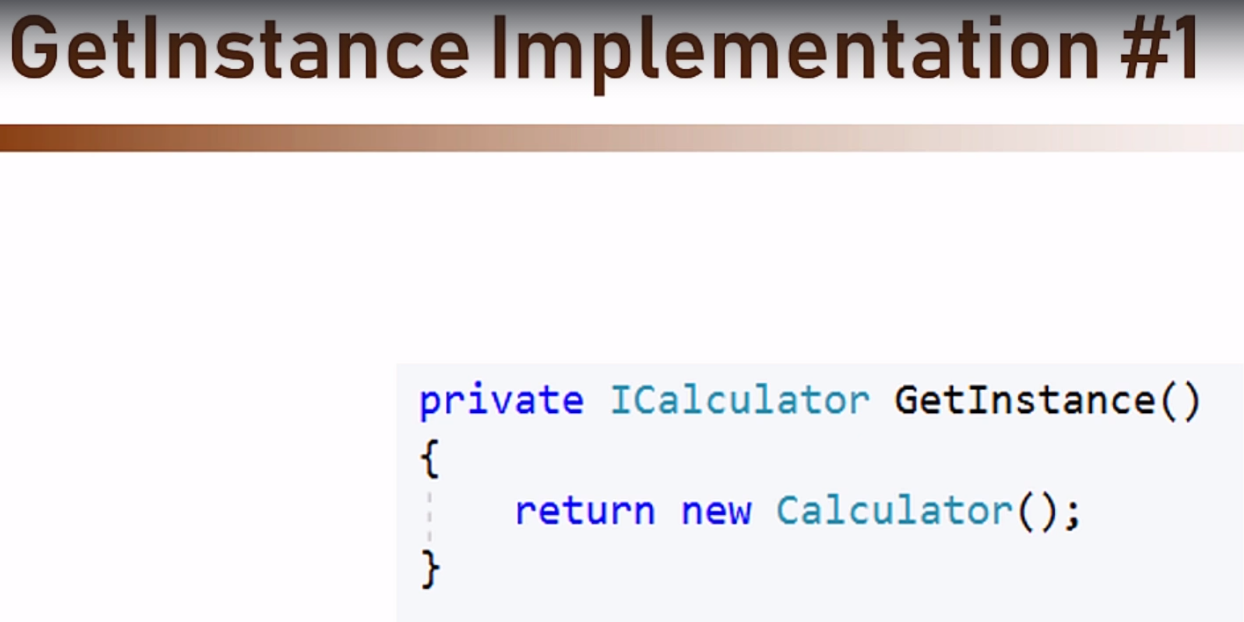 GetInstance Implementation #1
private ICalculator GetInstance()
{
return new Calculator();
}